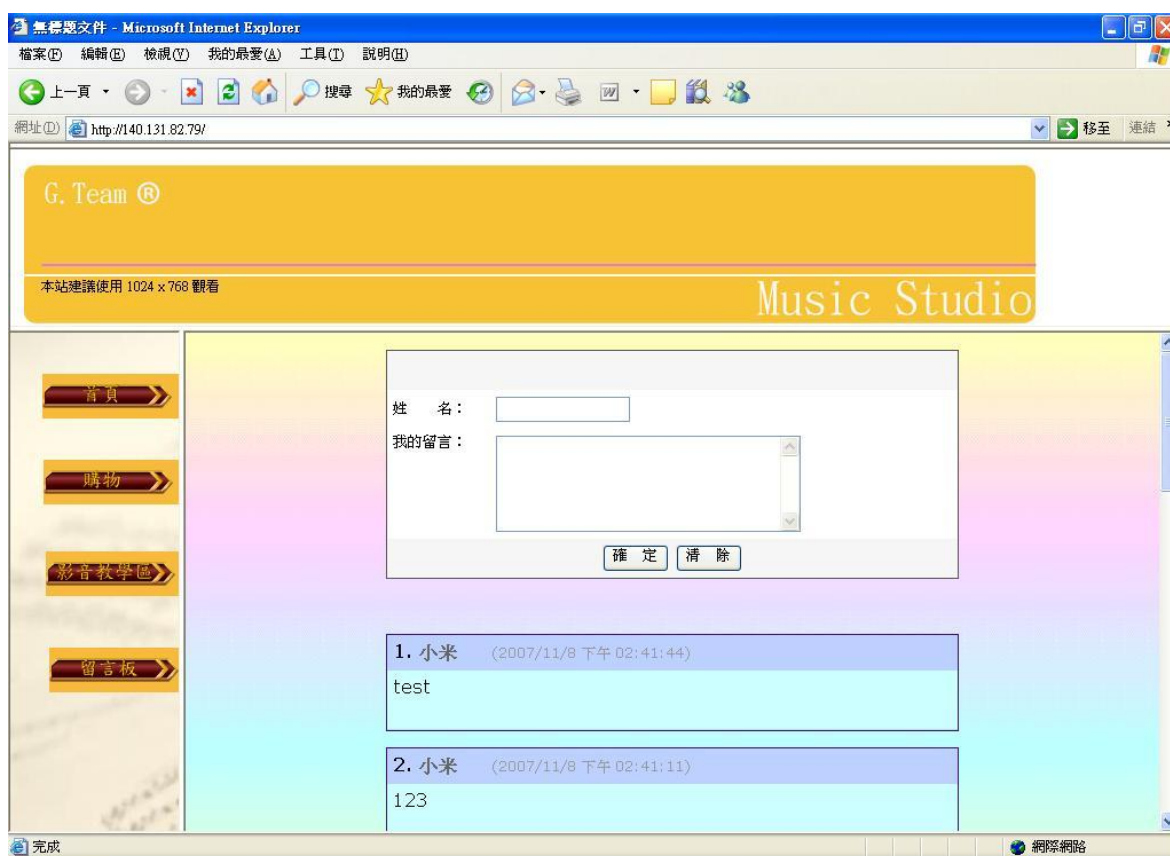 無標題文件 - Microsoft Internet Explorer
檔案(F) 編輯(E) 檢視(V) 我的最愛(A) 工具(T) 說明(H)
上一頁 搜尋 我的最愛
網址(D) http://140.131.82.79/ 移至 連結
G. Team ®
本站建議使用 1024 x 768 觀看
Music Studio
首頁
購物
影音教學區
留言板
姓 名：
我的留言：
確 定 清 除
1. 小米 (2007/11/8 下午 02:41:44)
test
2. 小米 (2007/11/8 下午 02:41:11)
123
完成 網際網路